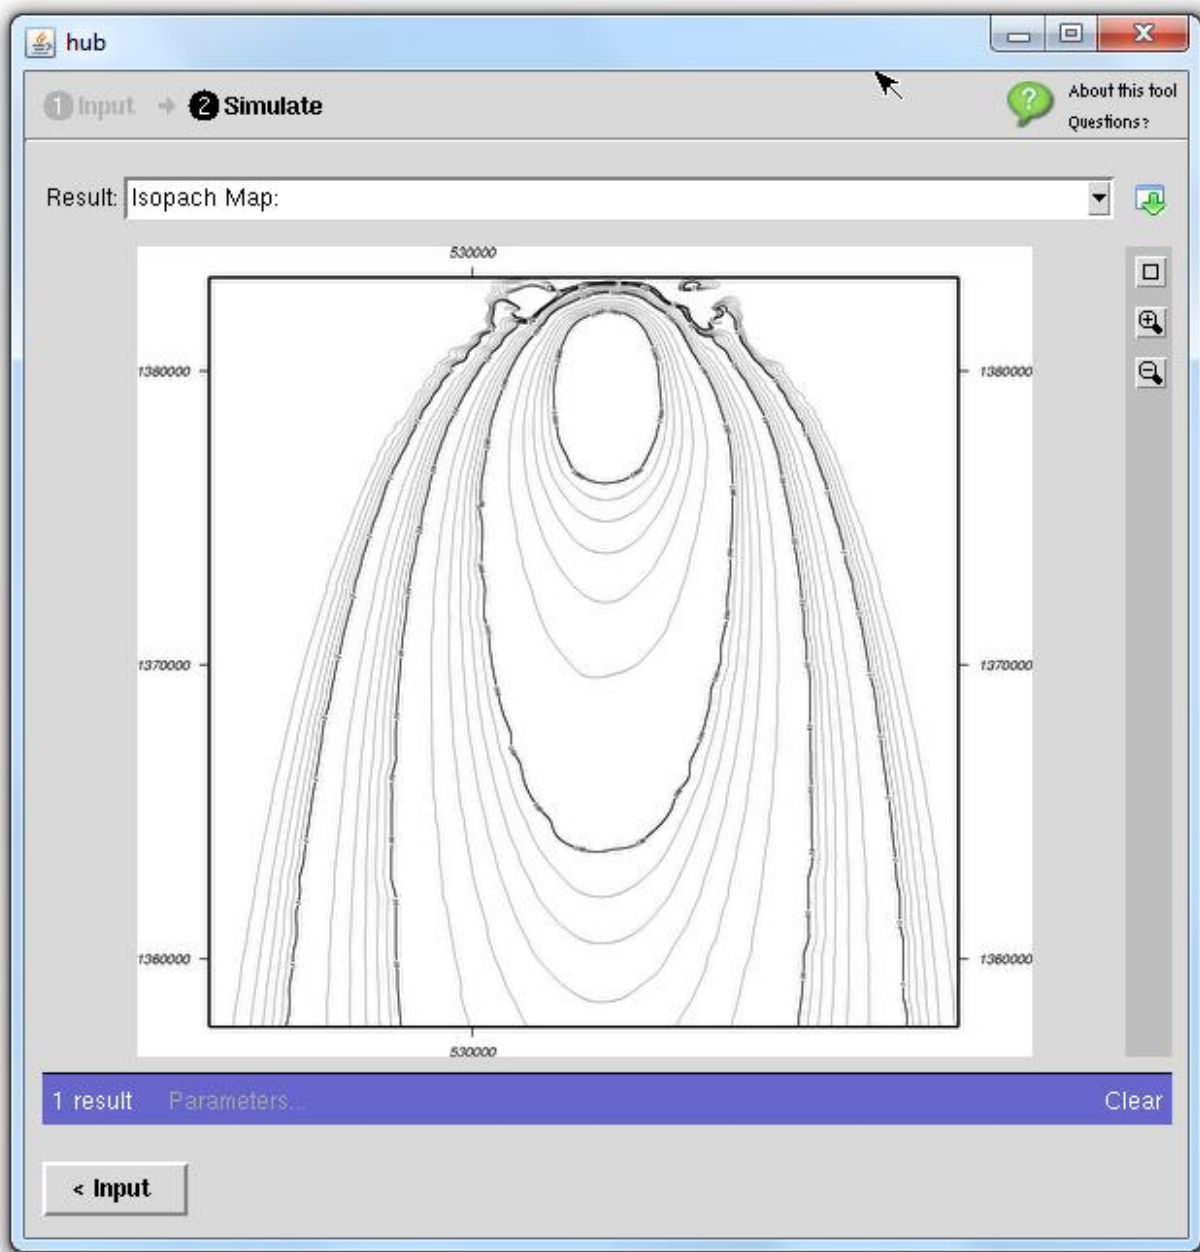 hub
1 Input → 2 Simulate
? About this tool
Questions?
Result: Isopach Map:
530000
1380000 1380000
1370000 1370000
1360000 1360000
530000
1 result Parameters... Clear
< Input